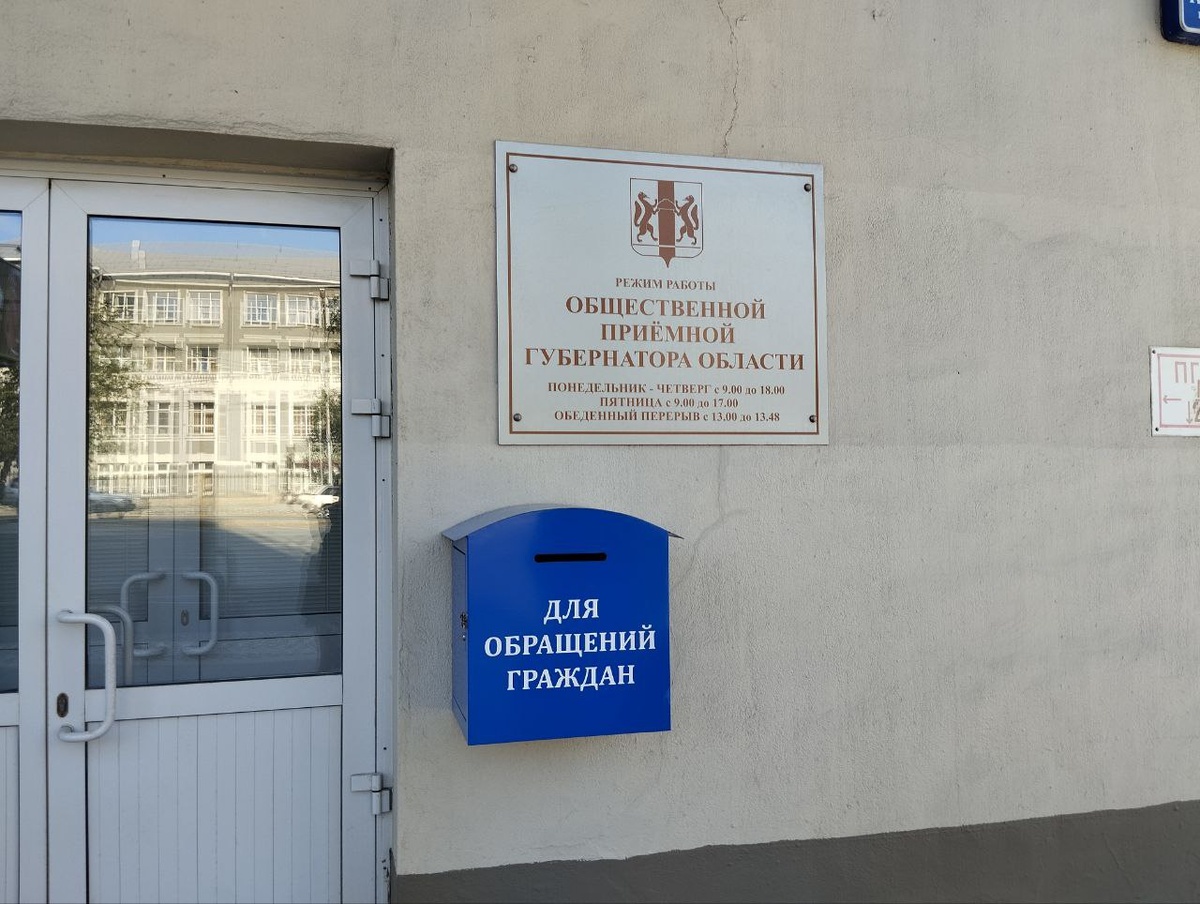 РЕЖИМ РАБОТЫ
ОБЩЕСТВЕННОЙ
ПРИЁМНОЙ
ГУБЕРНАТОРА ОБЛАСТИ
ПОНЕДЕЛЬНИК - ЧЕТВЕРГ с 9.00 до 18.00
ПЯТНИЦА с 9.00 до 17.00
ОБЕДЕННЫЙ ПЕРЕРЫВ с 13.00 до 13.48
ДЛЯ
ОБРАЩЕНИЙ
ГРАЖДАН